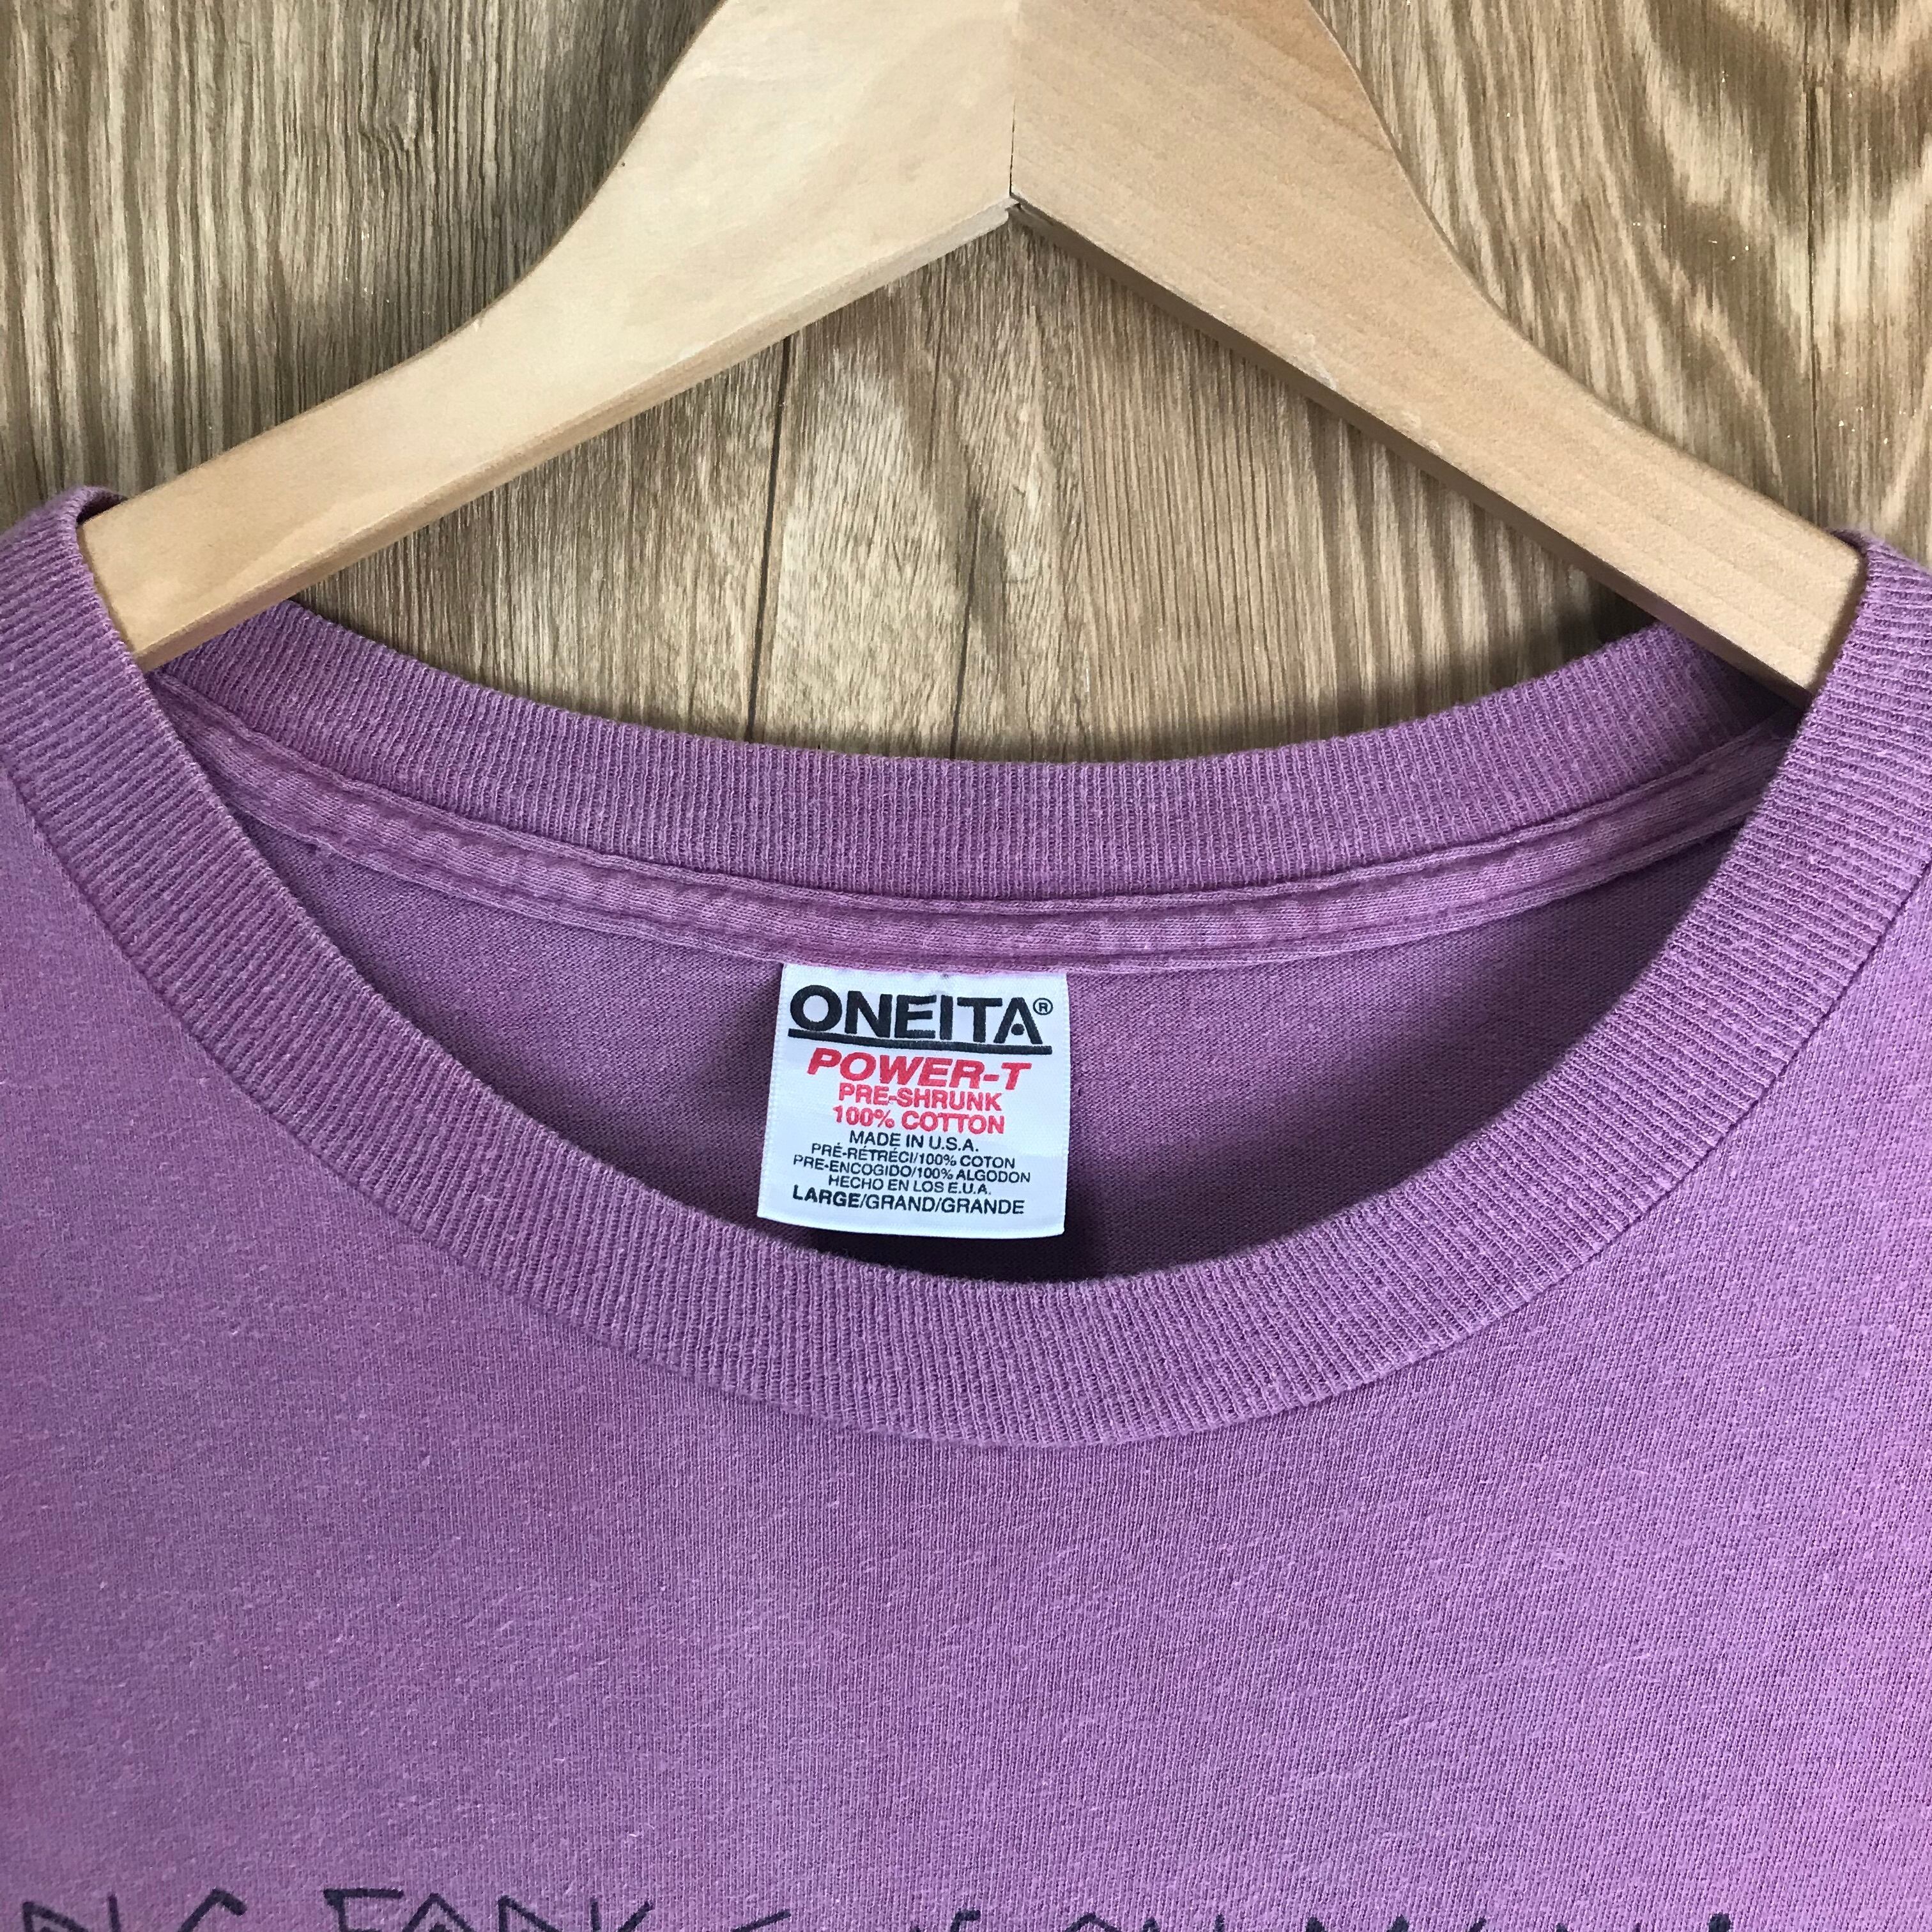 ONEITA®
POWER-T
PRE-SHRUNK
100% COTTON
MADE IN U.S.A.
PRÉ-RÉTRÉCI/100% COTON
PRE-ENCOGIDO/100% ALGODON
HECHO EN LOS E.U.A.
LARGE/GRAND/GRANDE